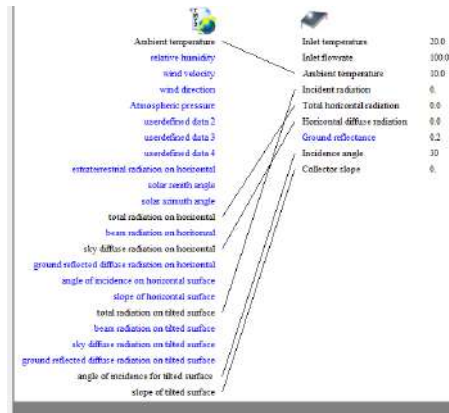 Ambient temperature
relative humidity
wind velocity
wind direction
Atmospheric pressure
userdefined data 2
userdefined data 3
userdefined data 4
extraterrestrial radiation on horizontal
solar zenith angle
solar azimuth angle
total radiation on horizontal
beam radiation on horizontal
sky diffuse radiation on horizontal
ground reflected diffuse radiation on horizontal
angle of incidence on horizontal surface
slope of horizontal surface
total radiation on tilted surface
beam radiation on tilted surface
sky diffuse radiation on tilted surface
ground reflected diffuse radiation on tilted surface
angle of incidence for tilted surface
slope of tilted surface
Inlet temperature 20.0
Inlet flowrate 100.0
Ambient temperature 10.0
Incident radiation 0.
Total horizontal radiation 0.0
Horizontal diffuse radiation 0.0
Ground reflectance 0.2
Incidence angle 30
Collector slope 0.